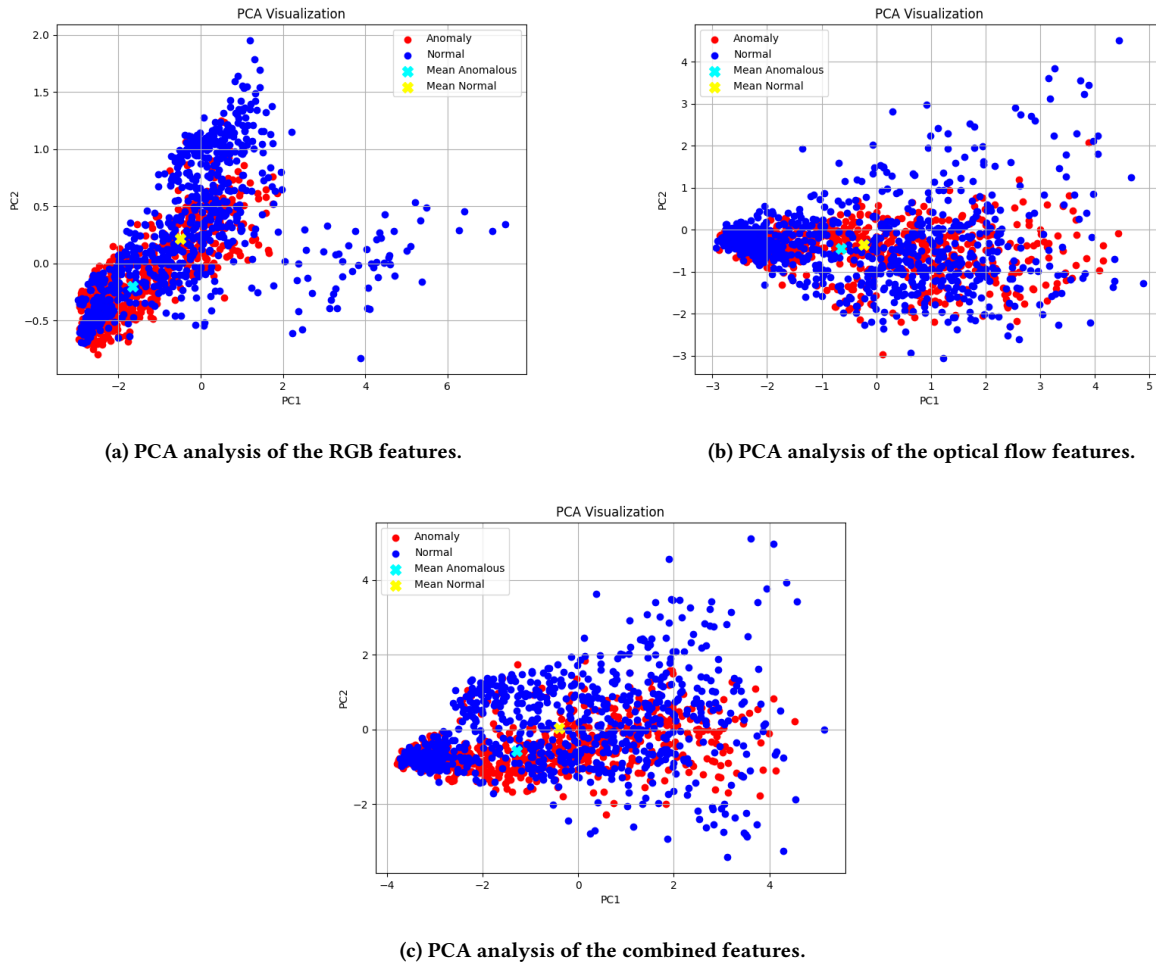 PCA Visualization
Anomaly
Normal
Mean Anomalous
Mean Normal
2.0
1.5
1.0
0.5
0.0
−0.5
PC2
−2
0
2
4
6
PC1
(a) PCA analysis of the RGB features.
PCA Visualization
Anomaly
Normal
Mean Anomalous
Mean Normal
4
3
2
1
0
−1
−2
−3
PC2
−3
−2
−1
0
1
2
3
4
5
PC1
(b) PCA analysis of the optical flow features.
PCA Visualization
Anomaly
Normal
Mean Anomalous
Mean Normal
4
2
0
−2
PC2
−4
−2
0
2
4
PC1
(c) PCA analysis of the combined features.